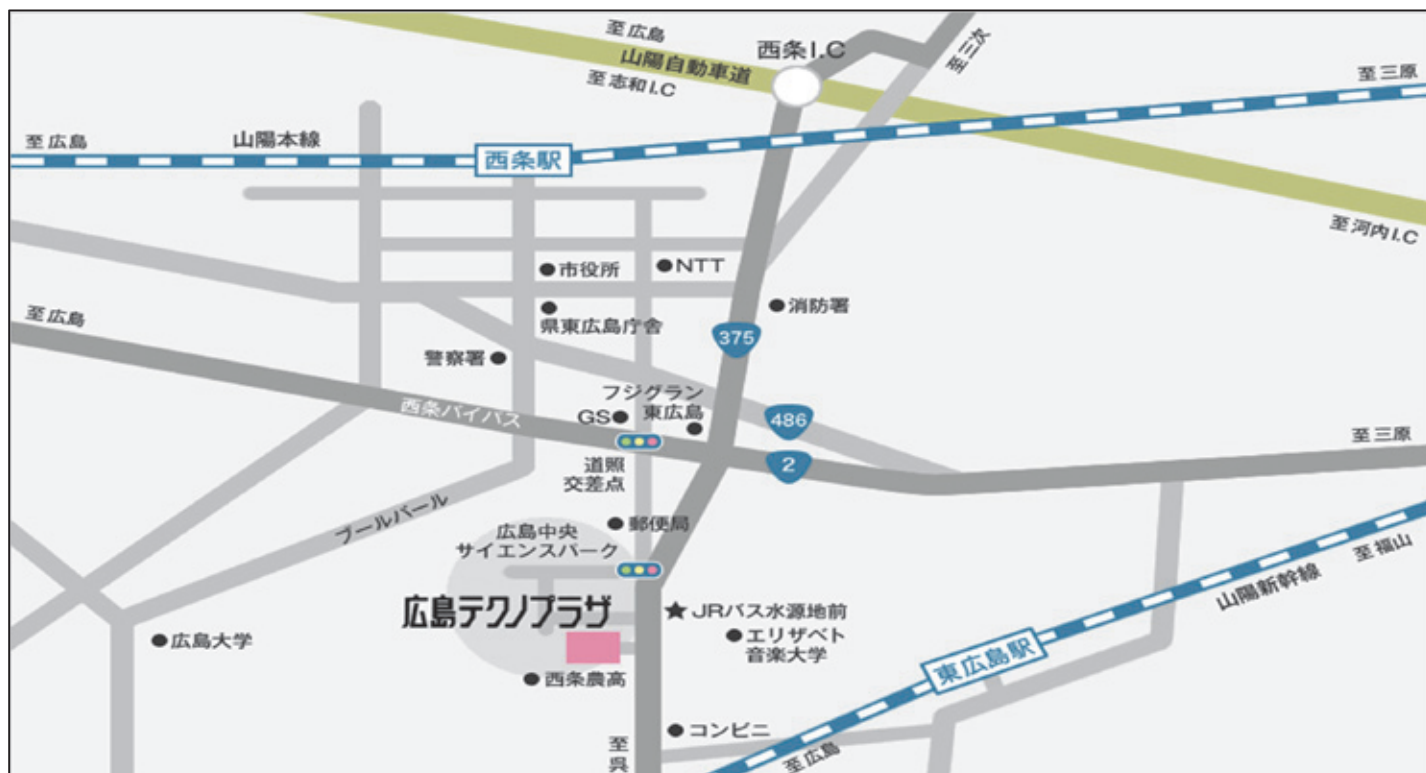 至広島
山陽自動車道
至志和I.C
西条I.C
至三次
至三原
至広島
山陽本線
西条駅
至河内I.C
市役所
NTT
至広島
県東広島庁舎
消防署
375
警察署
フジグラン
東広島
西条バイパス
GS
486
至三原
道照
交差点
2
ブールバール
郵便局
広島中央
サイエンスパーク
至福山
山陽新幹線
広島テクノプラザ
JRバス水源地前
広島大学
エリザベト
音楽大学
東広島駅
西条農高
コンビニ
至呉
至広島